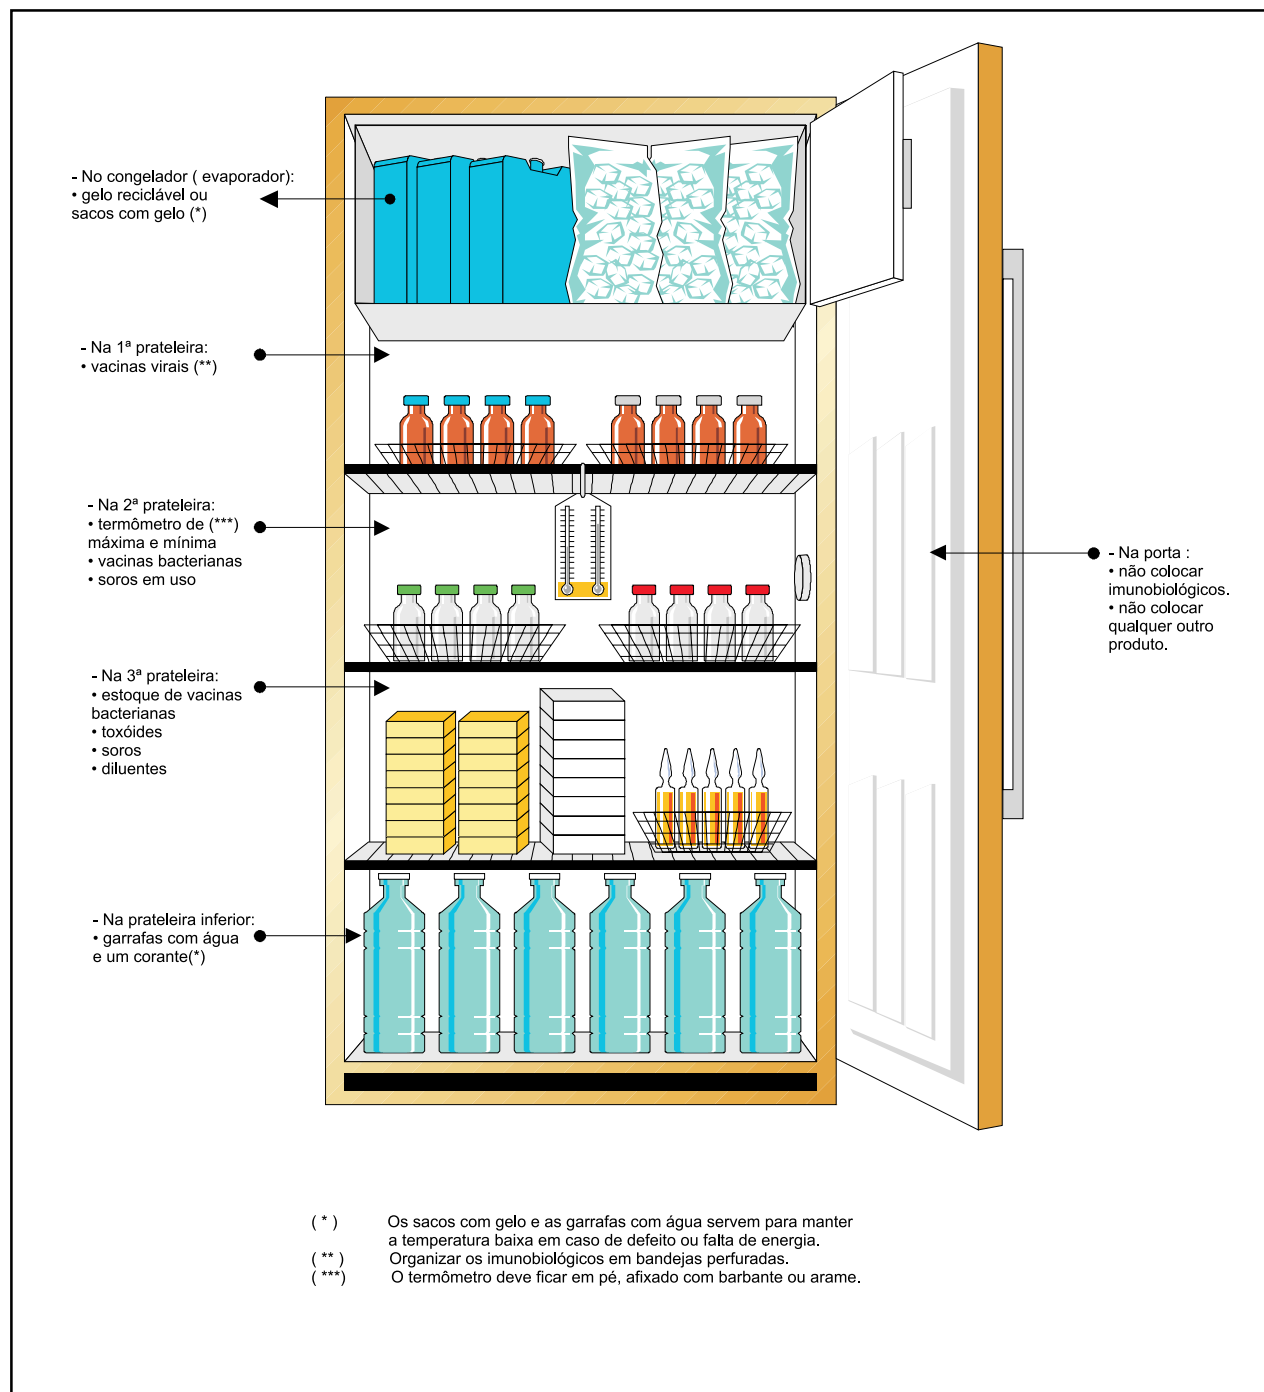 - No congelador ( evaporador):
• gelo reciclável ou
sacos com gelo (*)
- Na 1ª prateleira:
• vacinas virais (**)
- Na 2ª prateleira:
• termômetro de (***)
máxima e mínima
• vacinas bacterianas
• soros em uso
- Na porta :
• não colocar
imunobiológicos.
• não colocar
qualquer outro
produto.
- Na 3ª prateleira:
• estoque de vacinas
bacterianas
• toxóides
• soros
• diluentes
- Na prateleira inferior:
• garrafas com água
e um corante(*)
( * ) Os sacos com gelo e as garrafas com água servem para manter
a temperatura baixa em caso de defeito ou falta de energia.
( ** ) Organizar os imunobiológicos em bandejas perfuradas.
( ***) O termômetro deve ficar em pé, afixado com barbante ou arame.